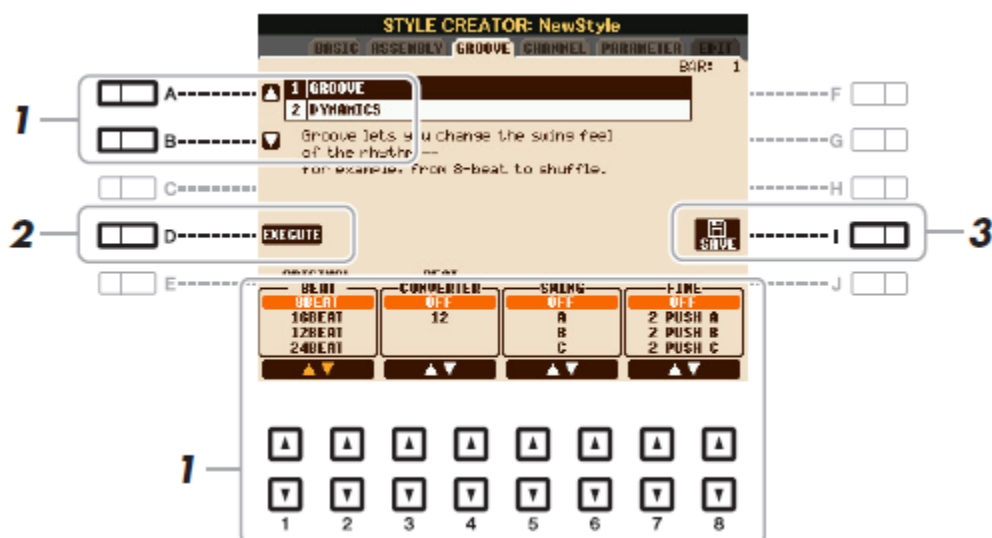 STYLE CREATOR: NewStyle
BASIC ASSEMBLY GROOVE CHANNEL PARAMETER EDIT
BAR: 1
1 GROOVE
2 DYNAMICS
Groove lets you change the swing feel
of the rhythm --
for example, from 8-beat to shuffle.
1
A
B
C
2
D
E
F
G
H
I
3
J
EXECUTE
SAVE
ORIGINAL BEAT
BEAT CONVERTER SWING FINE
8BEAT OFF OFF OFF
16BEAT 12 A 2 PUSH A
12BEAT B 2 PUSH B
24BEAT C 2 PUSH C
1
1 2 3 4 5 6 7 8